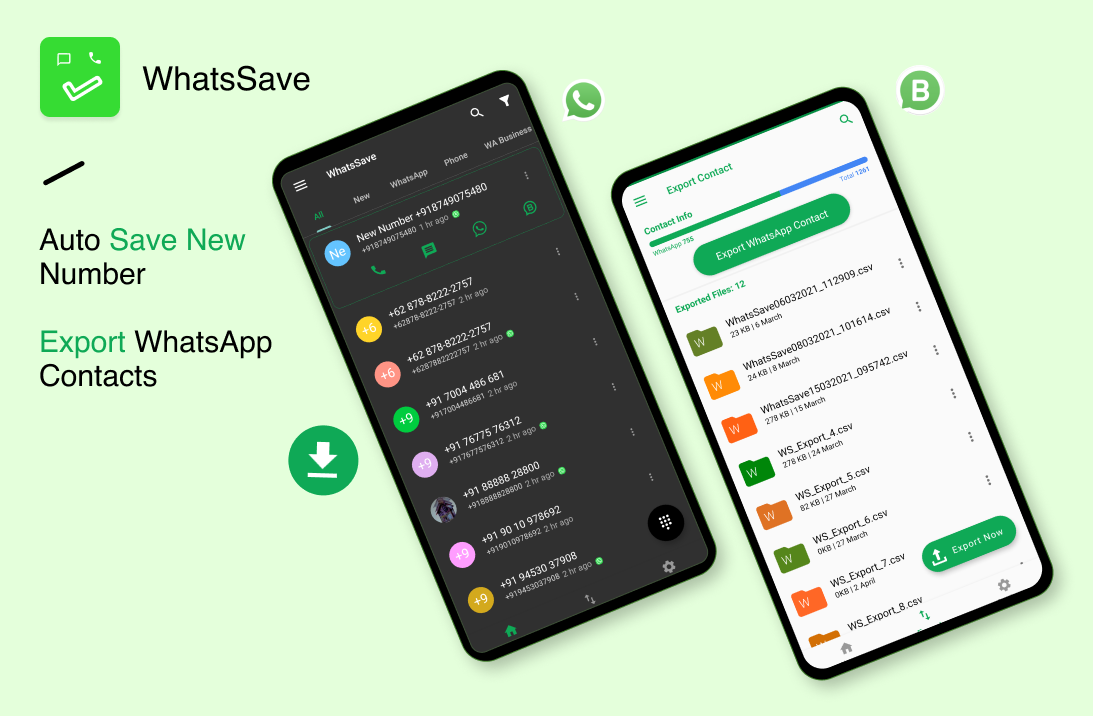 WhatsSave
Auto Save New
Number
Export WhatsApp
Contacts
WhatsSave
All
New
WhatsApp
Phone
WA Business
Ne
New Number +918749075480
+918749075480 1 hr ago
B
+6
+62 878-8222-2757
+62878-8222-2757 2 hr ago
+6
+62 878-8222-2757
+6287882222757 2 hr ago
+9
+91 7004 486 681
+917004486681 2 hr ago
+9
+91 76775 76312
+917677576312 2 hr ago
+91 88888 28800
+918888828800 2 hr ago
+9
+91 90 10 978692
+919010978692 2 hr ago
+9
+91 94530 37908
+919453037908 2 hr ago
B
Export Contact
Contact Info
WhatsApp 755
Total 1261
Export WhatsApp Contact
Exported Files: 12
W
WhatsSave06032021_112909.csv
23 KB | 6 March
W
WhatsSave08032021_101614.csv
24 KB | 8 March
W
WhatsSave15032021_095742.csv
278 KB | 15 March
W
WS_Export_4.csv
278 KB | 24 March
W
WS_Export_5.csv
82 KB | 27 March
W
WS_Export_6.csv
0KB | 27 March
W
WS_Export_7.csv
0KB | 2 April
WS_Export_8.csv
Export Now